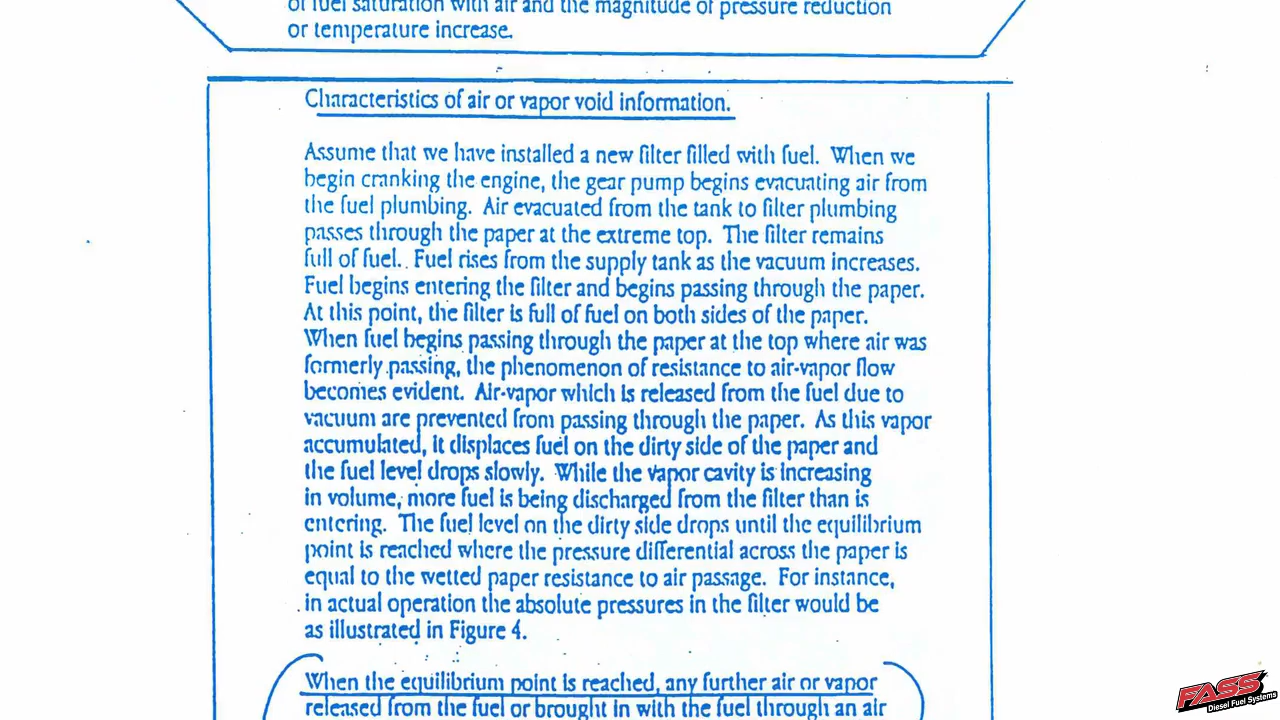 of fuel saturation with air and the magnitude of pressure reduction
or temperature increase.
Characteristics of air or vapor void information.
Assume that we have installed a new filter filled with fuel. When we
begin cranking the engine, the gear pump begins evacuating air from
the fuel plumbing. Air evacuated from the tank to filter plumbing
passes through the paper at the extreme top. The filter remains
full of fuel. Fuel rises from the supply tank as the vacuum increases.
Fuel begins entering the filter and begins passing through the paper.
At this point, the filter is full of fuel on both sides of the paper.
When fuel begins passing through the paper at the top where air was
formerly passing, the phenomenon of resistance to air-vapor flow
becomes evident. Air-vapor which is released from the fuel due to
vacuum are prevented from passing through the paper. As this vapor
accumulated, it displaces fuel on the dirty side of the paper and
the fuel level drops slowly. While the vapor cavity is increasing
in volume, more fuel is being discharged from the filter than is
entering. The fuel level on the dirty side drops until the equilibrium
point is reached where the pressure differential across the paper is
equal to the wetted paper resistance to air passage. For instance,
in actual operation the absolute pressures in the filter would be
as illustrated in Figure 4.
When the equilibrium point is reached, any further air or vapor
released from the fuel or brought in with the fuel through an air
FASS
Diesel Fuel Systems